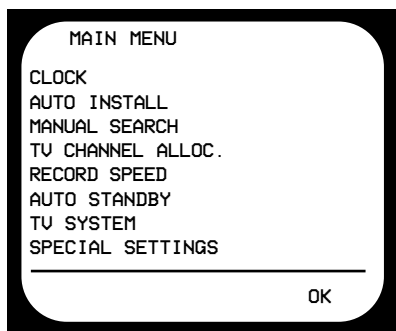 MAIN MENU
CLOCK
AUTO INSTALL
MANUAL SEARCH
TV CHANNEL ALLOC.
RECORD SPEED
AUTO STANDBY
TV SYSTEM
SPECIAL SETTINGS
OK